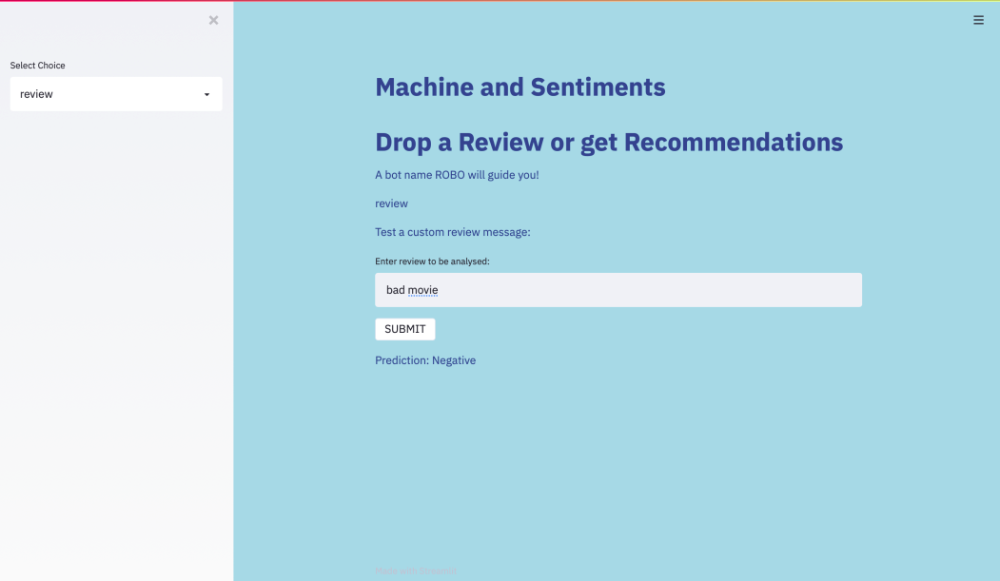 Select Choice
review
Machine and Sentiments
Drop a Review or get Recommendations
A bot name ROBO will guide you!
review
Test a custom review message:
Enter review to be analysed:
bad movie
SUBMIT
Prediction: Negative
Made with Streamlit